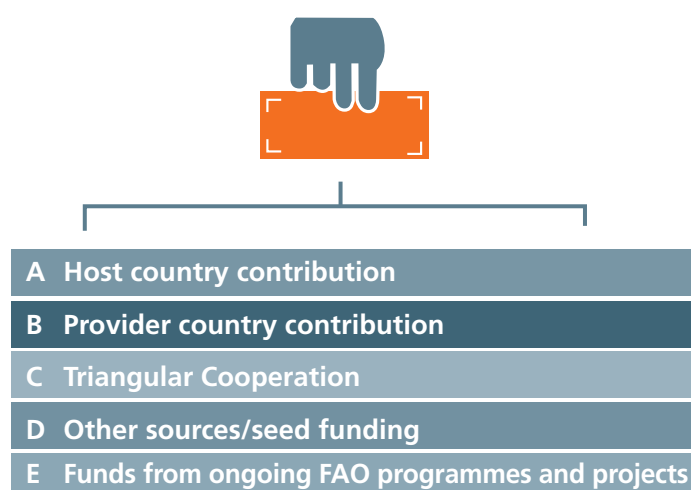 A Host country contribution
B Provider country contribution
C Triangular Cooperation
D Other sources/seed funding
E Funds from ongoing FAO programmes and projects